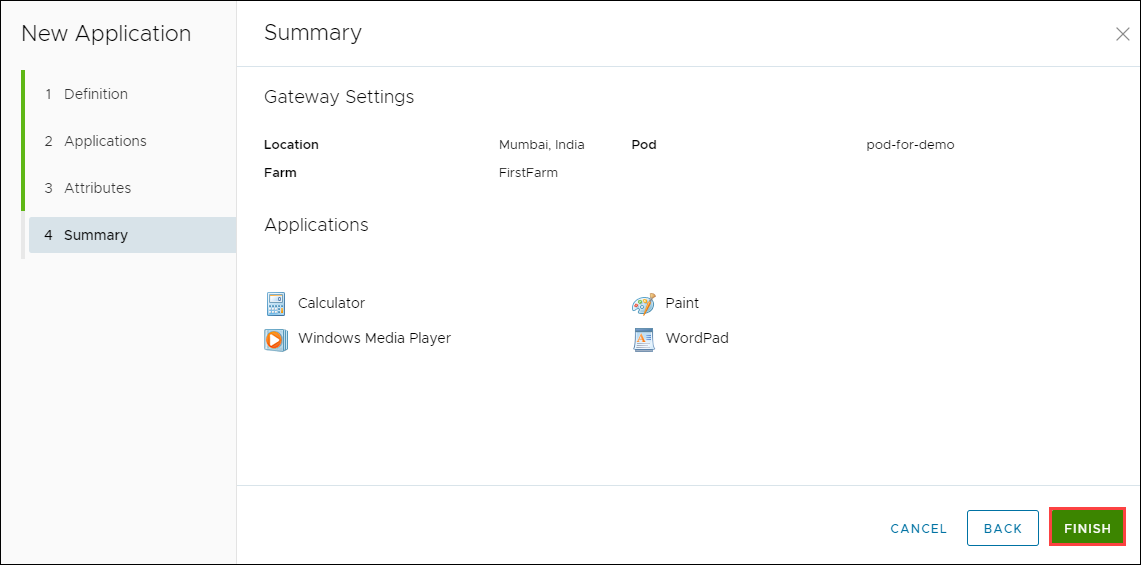 New Application
1 Definition
2 Applications
3 Attributes
4 Summary
Summary
Gateway Settings
Location Mumbai, India Pod pod-for-demo
Farm FirstFarm
Applications
Calculator Paint
Windows Media Player WordPad
CANCEL BACK FINISH